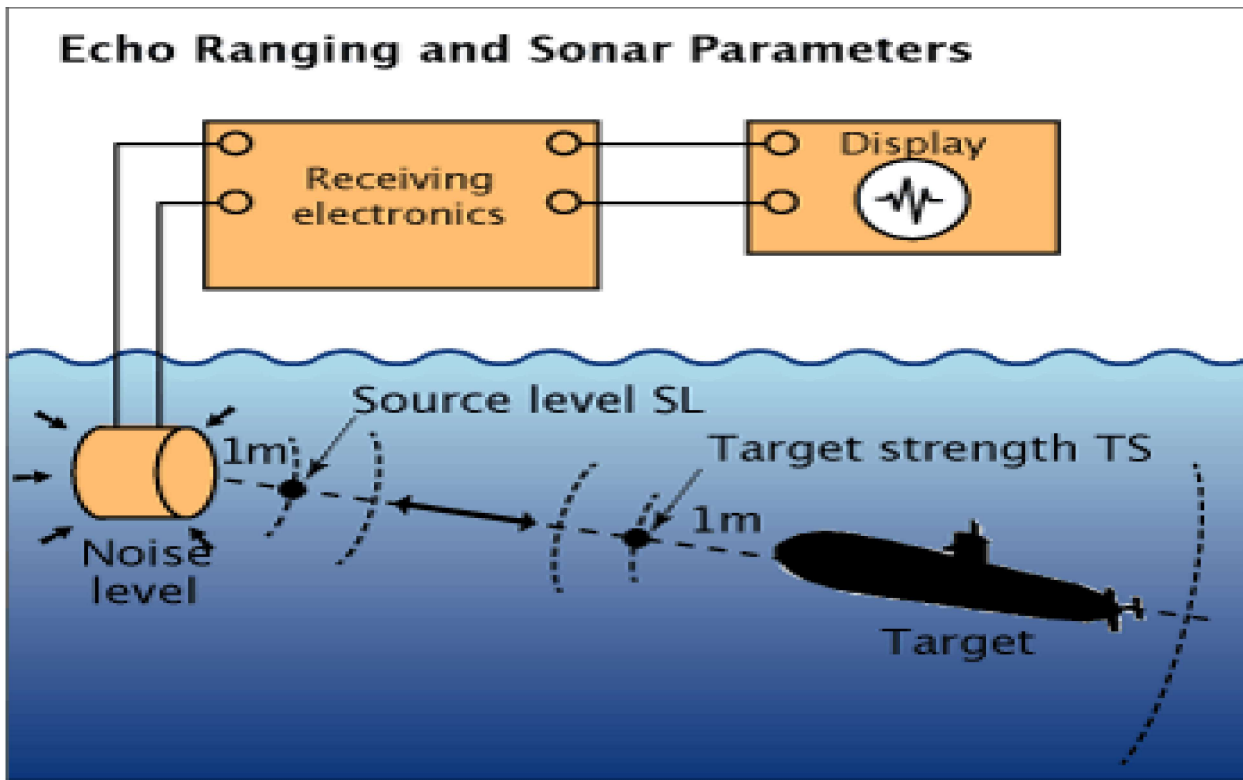 Echo Ranging and Sonar Parameters
Receiving
electronics
Display
Source level SL
1m
Target strength TS
1m
Noise
level
Target